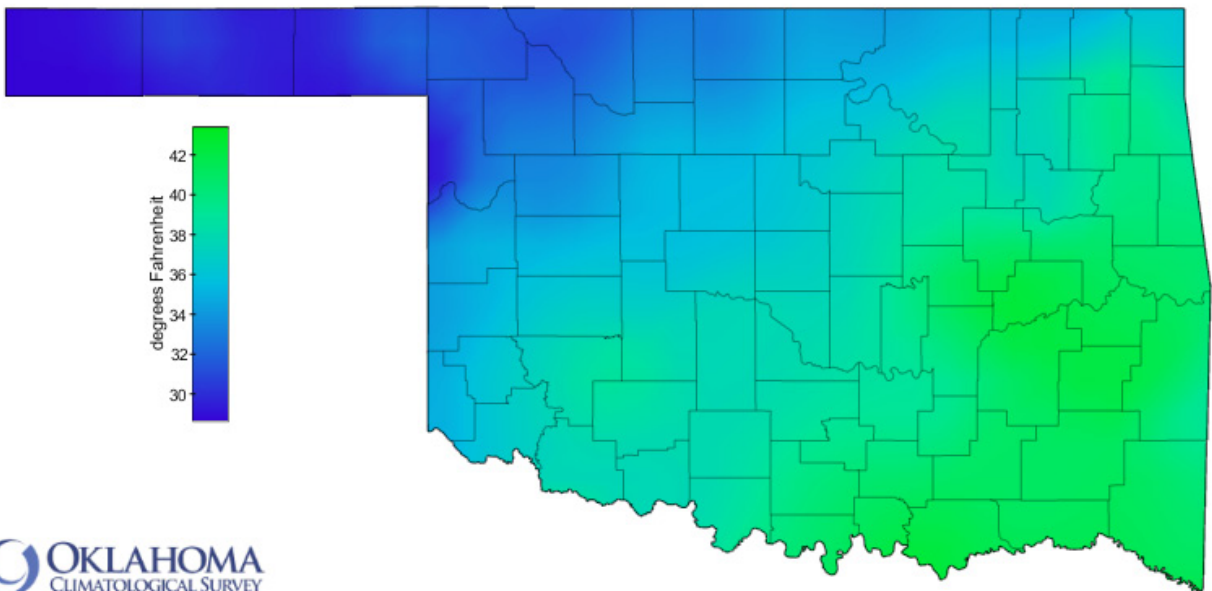 degrees Fahrenheit
42
40
38
36
34
32
30
OKLAHOMA
CLIMATOLOGICAL SURVEY